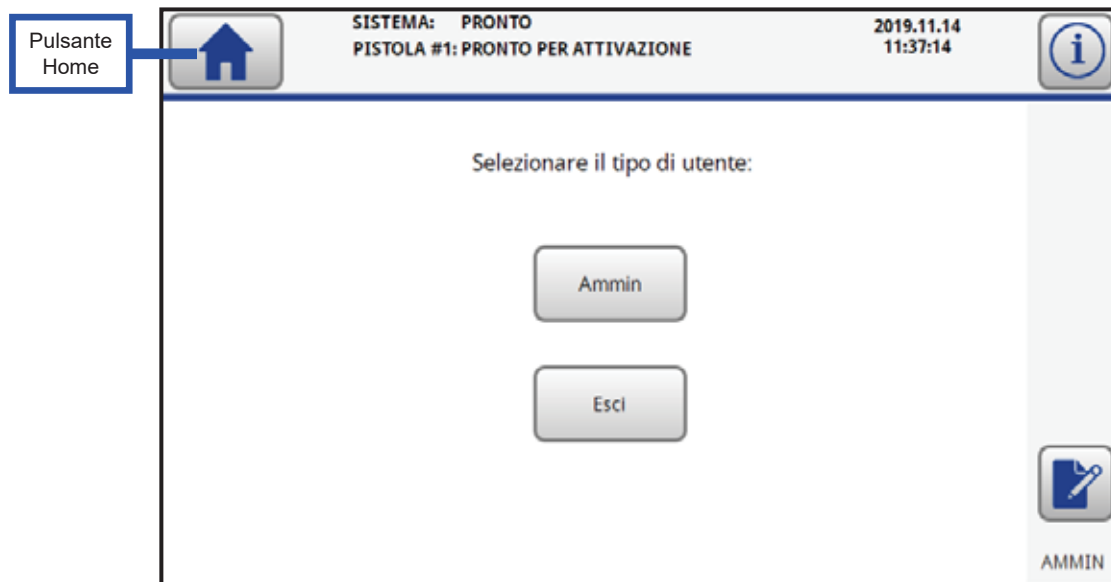 Pulsante
Home
SISTEMA: PRONTO
PISTOLA #1: PRONTO PER ATTIVAZIONE
2019.11.14
11:37:14
i
Selezionare il tipo di utente:
Ammin
Esci
AMMIN